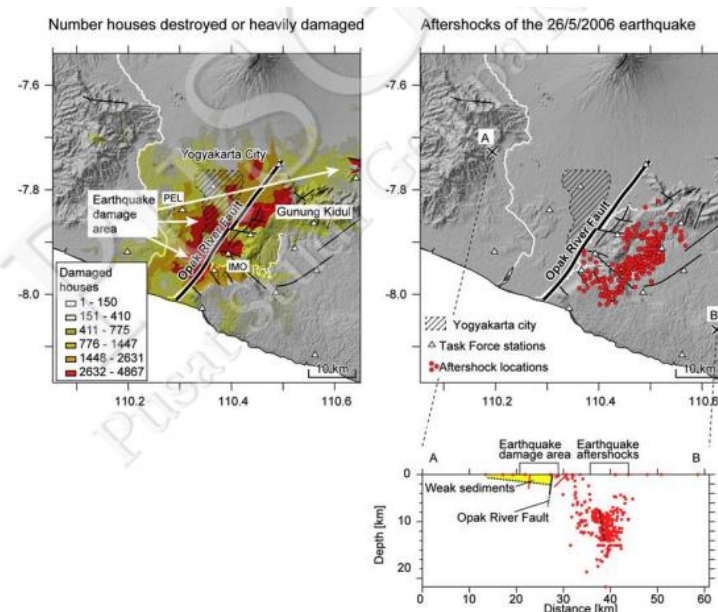 Number houses destroyed or heavily damaged
Aftershocks of the 26/5/2006 earthquake
-7.6
-7.8
-8.0
Yogyakarta City
PEL
Earthquake
damage
area
Gunung Kidul
Opak River Fault
IMO
Damaged
houses
1 - 150
151 - 410
411 - 775
776 - 1447
1448 - 2631
2632 - 4867
10 km
110.2
110.4
110.6
-7.6
-7.8
-8.0
A
Opak River Fault
B
Yogyakarta city
Task Force stations
Aftershock locations
10 km
110.2
110.4
110.6
A
Earthquake
damage area
Earthquake
aftershocks
B
Weak sediments
Opak River Fault
Depth [km]
0
10
20
0
10
20
30
40
50
60
Distance [km]